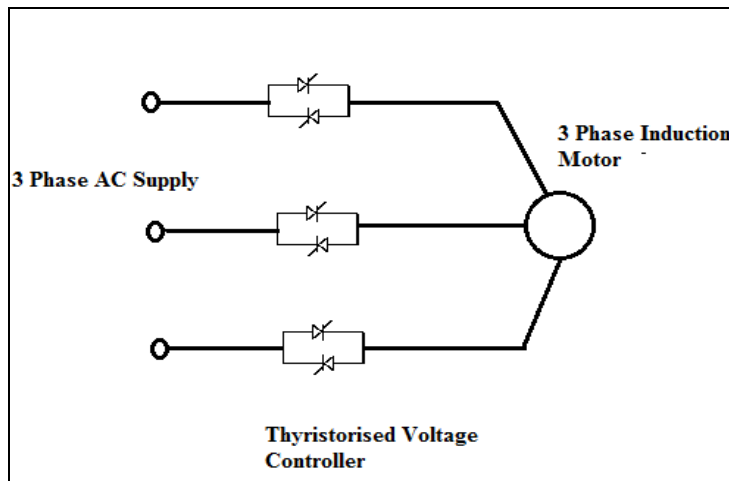 3 Phase Induction
Motor
3 Phase AC Supply
Thyristorised Voltage
Controller